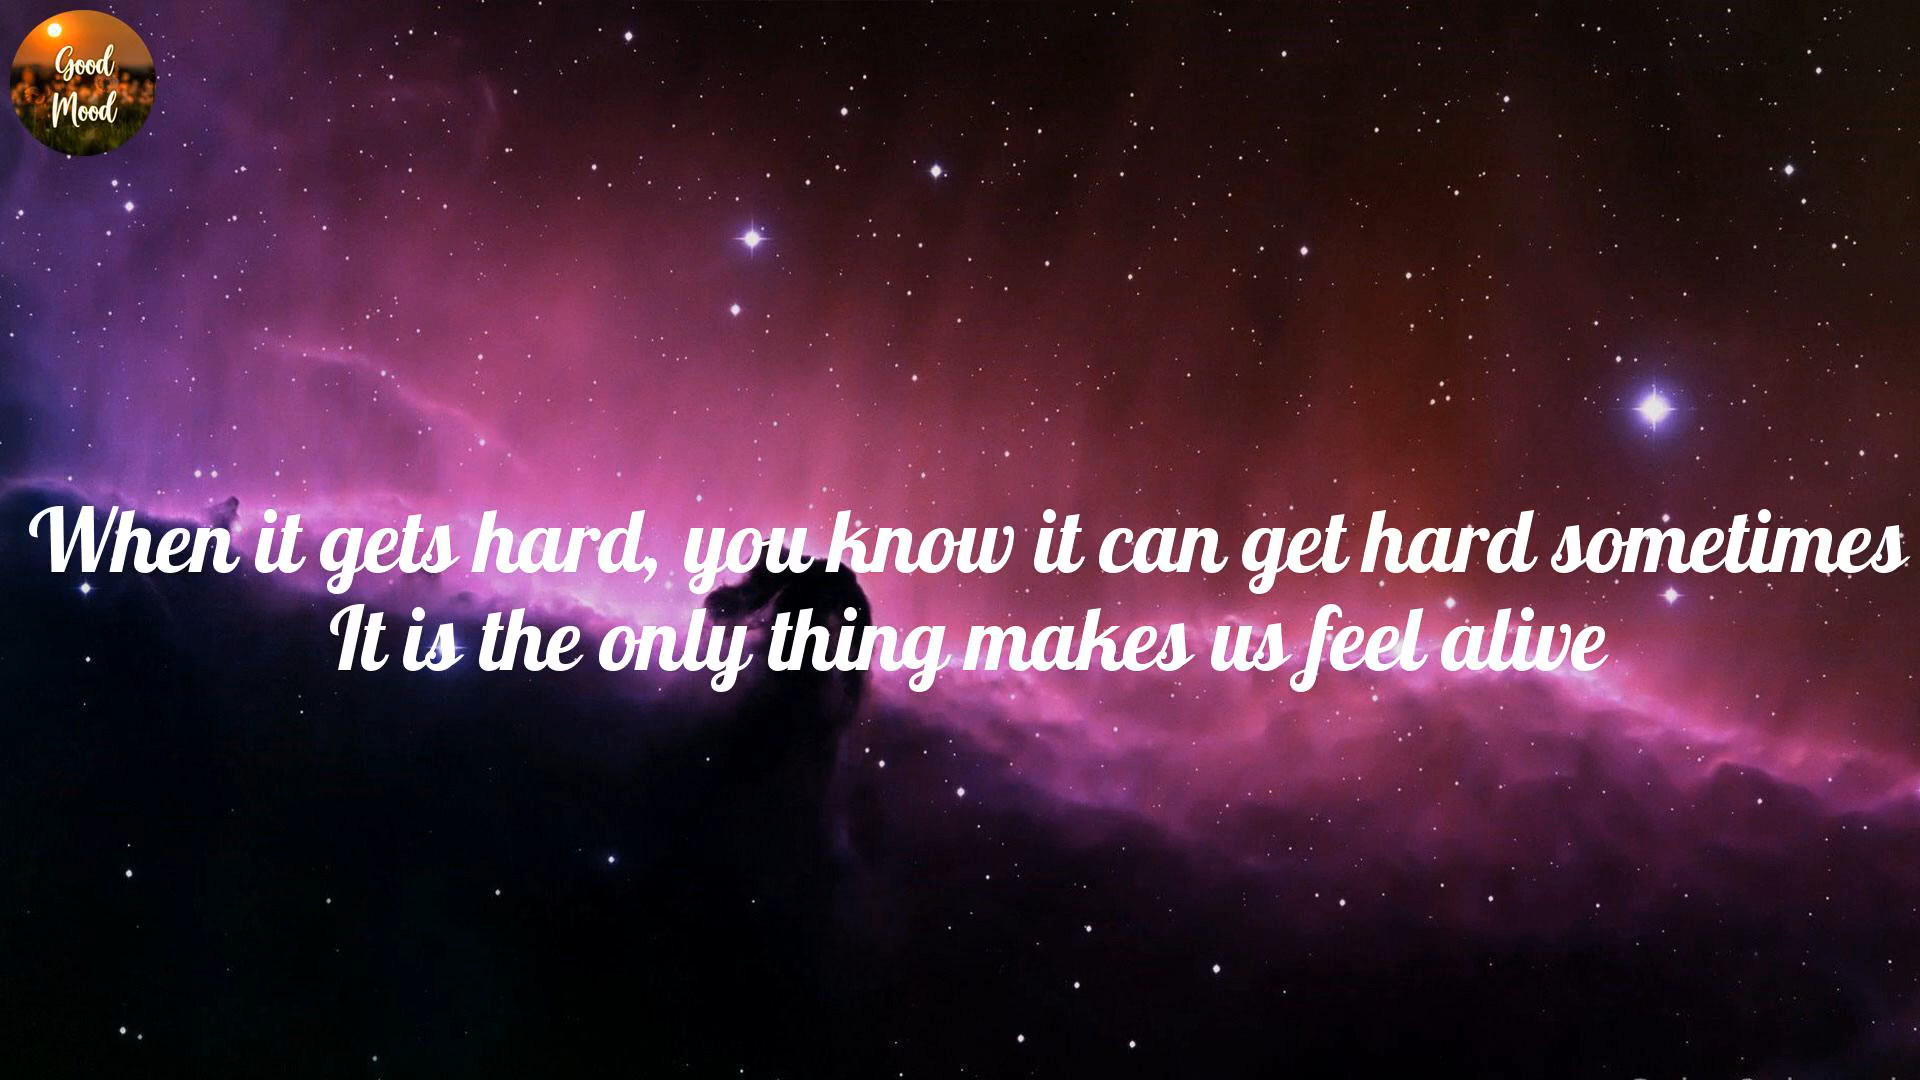 Good
Mood
When it gets hard, you know it can get hard sometimes
It is the only thing makes us feel alive